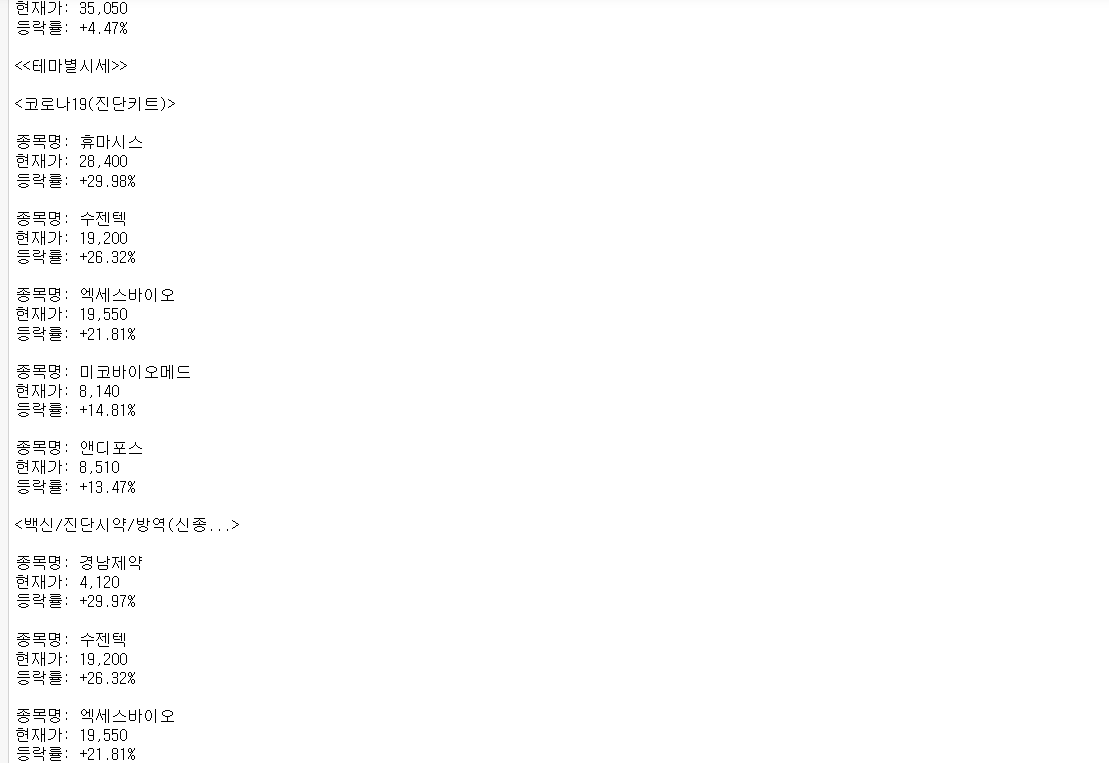 현재가: 35,050
등락률: +4.47%
<<테마별시세>>
<코로나19(진단키트)>
종목명: 휴마시스
현재가: 28,400
등락률: +29.98%
종목명: 수젠텍
현재가: 19,200
등락률: +26.32%
종목명: 엑세스바이오
현재가: 19,550
등락률: +21.81%
종목명: 미코바이오메드
현재가: 8,140
등락률: +14.81%
종목명: 앤디포스
현재가: 8,510
등락률: +13.47%
<백신/진단시약/방역(신종...>
종목명: 경남제약
현재가: 4,120
등락률: +29.97%
종목명: 수젠텍
현재가: 19,200
등락률: +26.32%
종목명: 엑세스바이오
현재가: 19,550
등락률: +21.81%